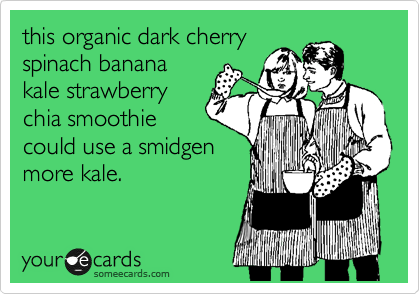 this organic dark cherry
spinach banana
kale strawberry
chia smoothie
could use a smidgen
more kale.
your e cards
someecards.com